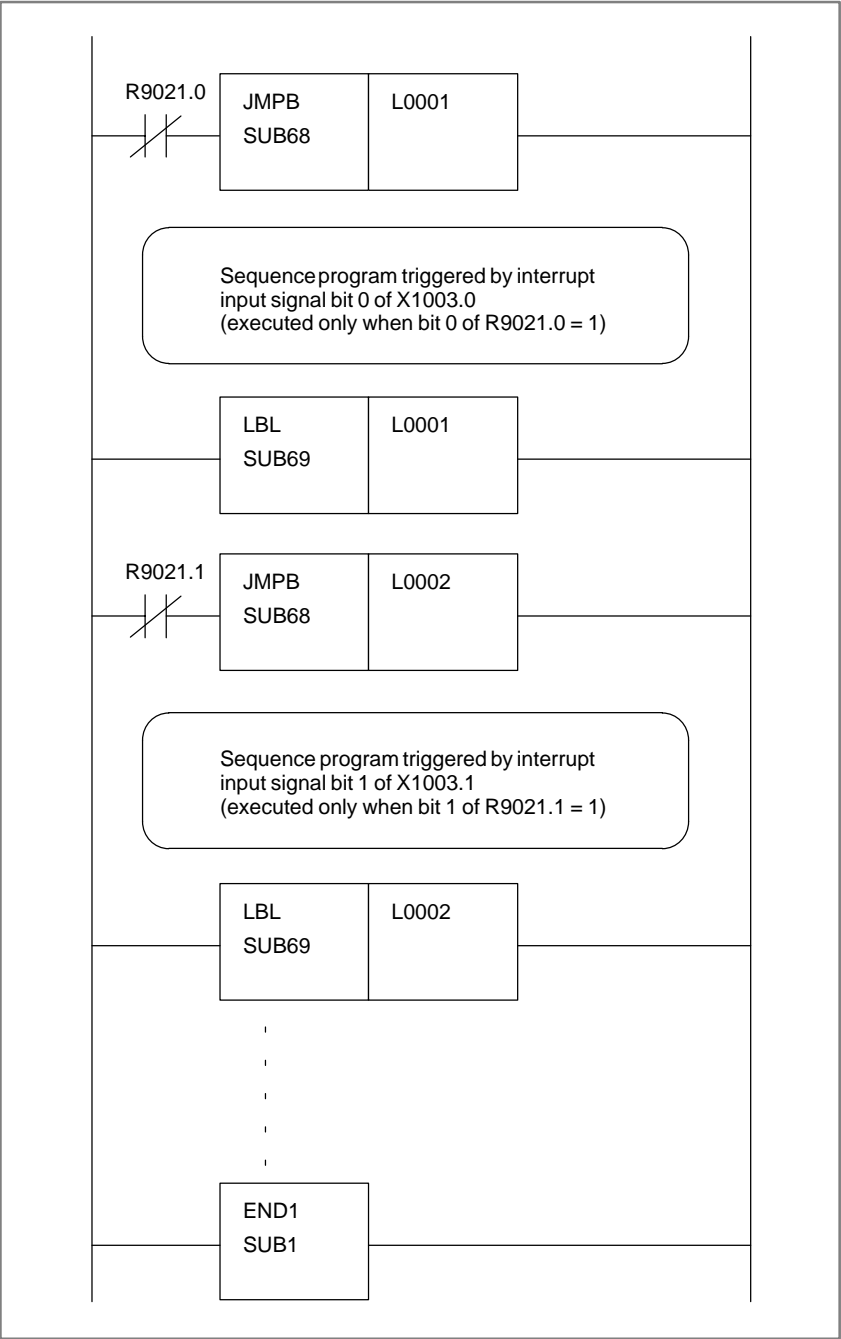 R9021.0
JMPB L0001
SUB68
Sequence program triggered by interrupt
input signal bit 0 of X1003.0
(executed only when bit 0 of R9021.0 = 1)
LBL L0001
SUB69
R9021.1
JMPB L0002
SUB68
Sequence program triggered by interrupt
input signal bit 1 of X1003.1
(executed only when bit 1 of R9021.1 = 1)
LBL L0002
SUB69
END1
SUB1